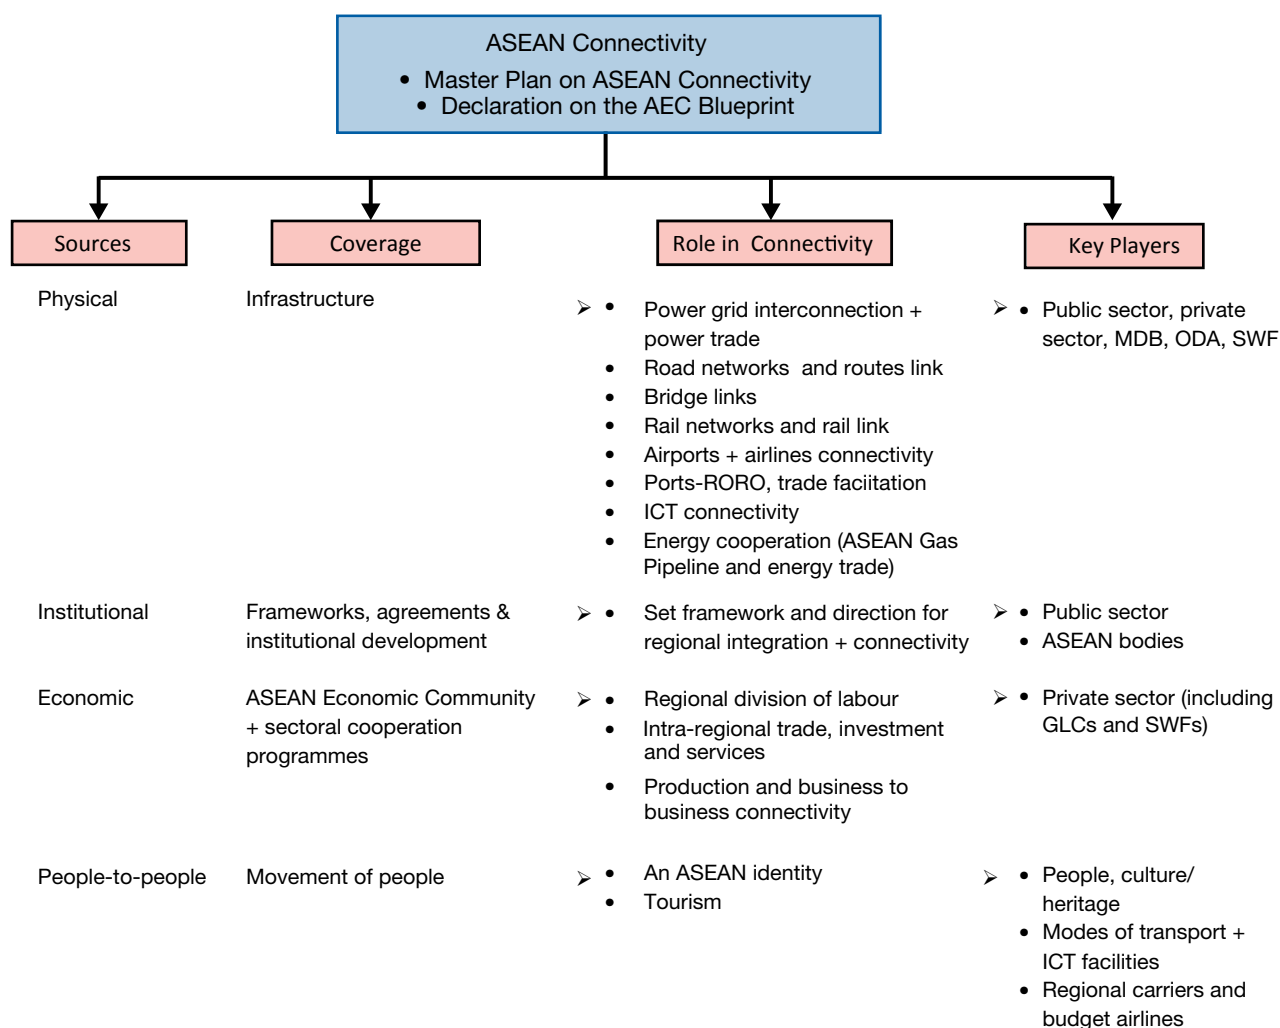 ASEAN Connectivity
• Master Plan on ASEAN Connectivity
• Declaration on the AEC Blueprint
Sources
Coverage
Role in Connectivity
Key Players
Physical
Infrastructure
➢ • Power grid interconnection +
power trade
• Road networks and routes link
• Bridge links
• Rail networks and rail link
• Airports + airlines connectivity
• Ports-RORO, trade faciitation
• ICT connectivity
• Energy cooperation (ASEAN Gas
Pipeline and energy trade)
➢ • Public sector, private
sector, MDB, ODA, SWF
Institutional
Frameworks, agreements &
institutional development
➢ • Set framework and direction for
regional integration + connectivity
➢ • Public sector
• ASEAN bodies
Economic
ASEAN Economic Community
+ sectoral cooperation
programmes
➢ • Regional division of labour
• Intra-regional trade, investment
and services
• Production and business to
business connectivity
➢ • Private sector (including
GLCs and SWFs)
People-to-people
Movement of people
➢ • An ASEAN identity
• Tourism
➢ • People, culture/
heritage
• Modes of transport +
ICT facilities
• Regional carriers and
budget airlines